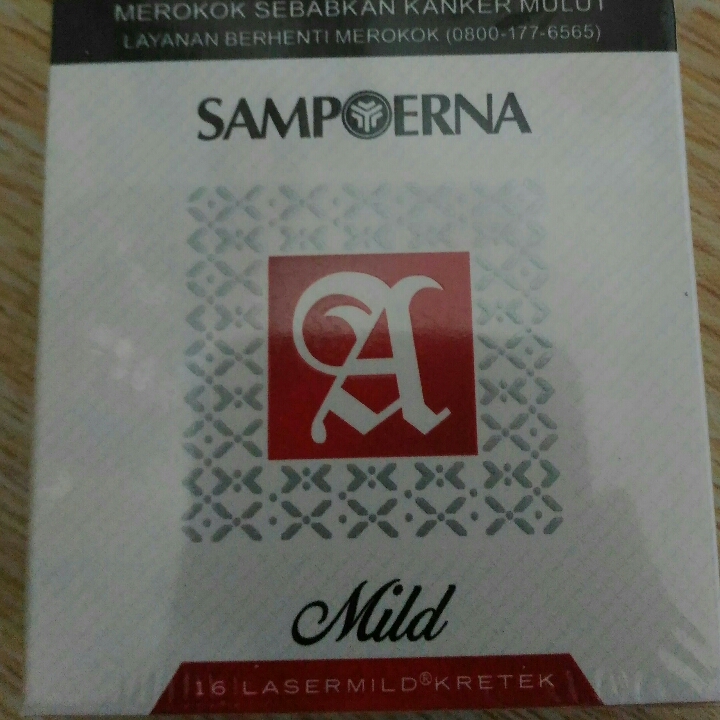 MEROKOK SEBABKAN KANKER MULUT
LAYANAN BERHENTI MEROKOK (0800-177-6565)
SAMPOERNA
A
Mild
16 LASERMILD® KRETEK